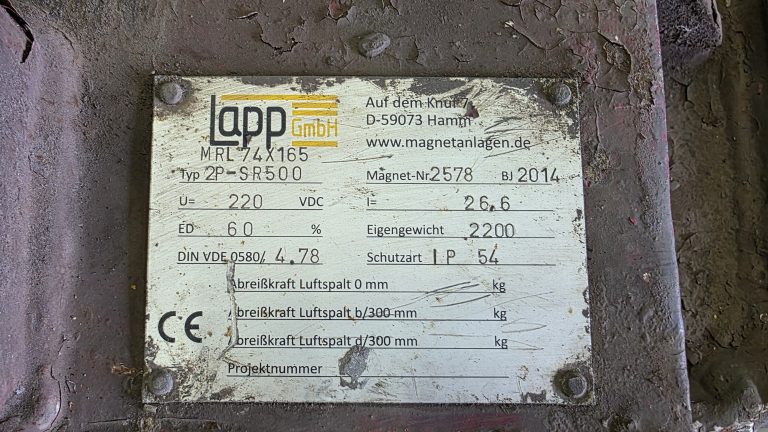 Lapp GmbH
Auf dem Knuf 7
D-59073 Hamm
www.magnetanlagen.de
MRL 74X165
Typ 2P-SR500
Magnet-Nr. 2578 BJ 2014
U= 220 VDC
I= 26.6
ED 60 %
Eigengewicht 2200
DIN VDE 0580/ 4.78
Schutzart IP 54
Abreißkraft Luftspalt 0 mm kg
Abreißkraft Luftspalt b/300 mm kg
Abreißkraft Luftspalt d/300 mm kg
Projektnummer
CE